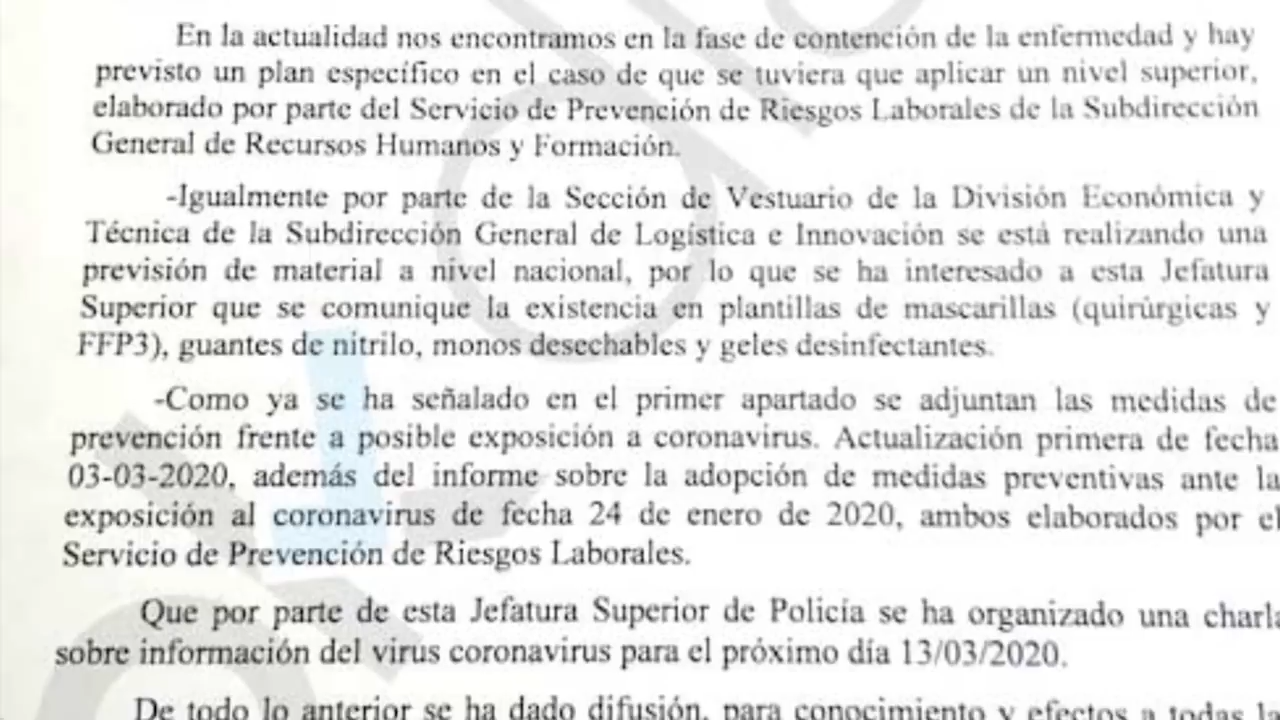 En la actualidad nos encontramos en la fase de contención de la enfermedad y hay
previsto un plan específico en el caso de que se tuviera que aplicar un nivel superior,
elaborado por parte del Servicio de Prevención de Riesgos Laborales de la Subdirección
General de Recursos Humanos y Formación.
-Igualmente por parte de la Sección de Vestuario de la División Económica y
Técnica de la Subdirección General de Logística e Innovación se está realizando una
previsión de material a nivel nacional, por lo que se ha interesado a esta Jefatura
Superior que se comunique la existencia en plantillas de mascarillas (quirúrgicas y
FFP3), guantes de nitrilo, monos desechables y geles desinfectantes.
-Como ya se ha señalado en el primer apartado se adjuntan las medidas de
prevención frente a posible exposición a coronavirus. Actualización primera de fecha
03-03-2020, además del informe sobre la adopción de medidas preventivas ante la
exposición al coronavirus de fecha 24 de enero de 2020, ambos elaborados por el
Servicio de Prevención de Riesgos Laborales.
Que por parte de esta Jefatura Superior de Policía se ha organizado una charla
sobre información del virus coronavirus para el próximo día 13/03/2020.
De todo lo anterior se ha dado difusión, para conocimiento y efectos a todas la